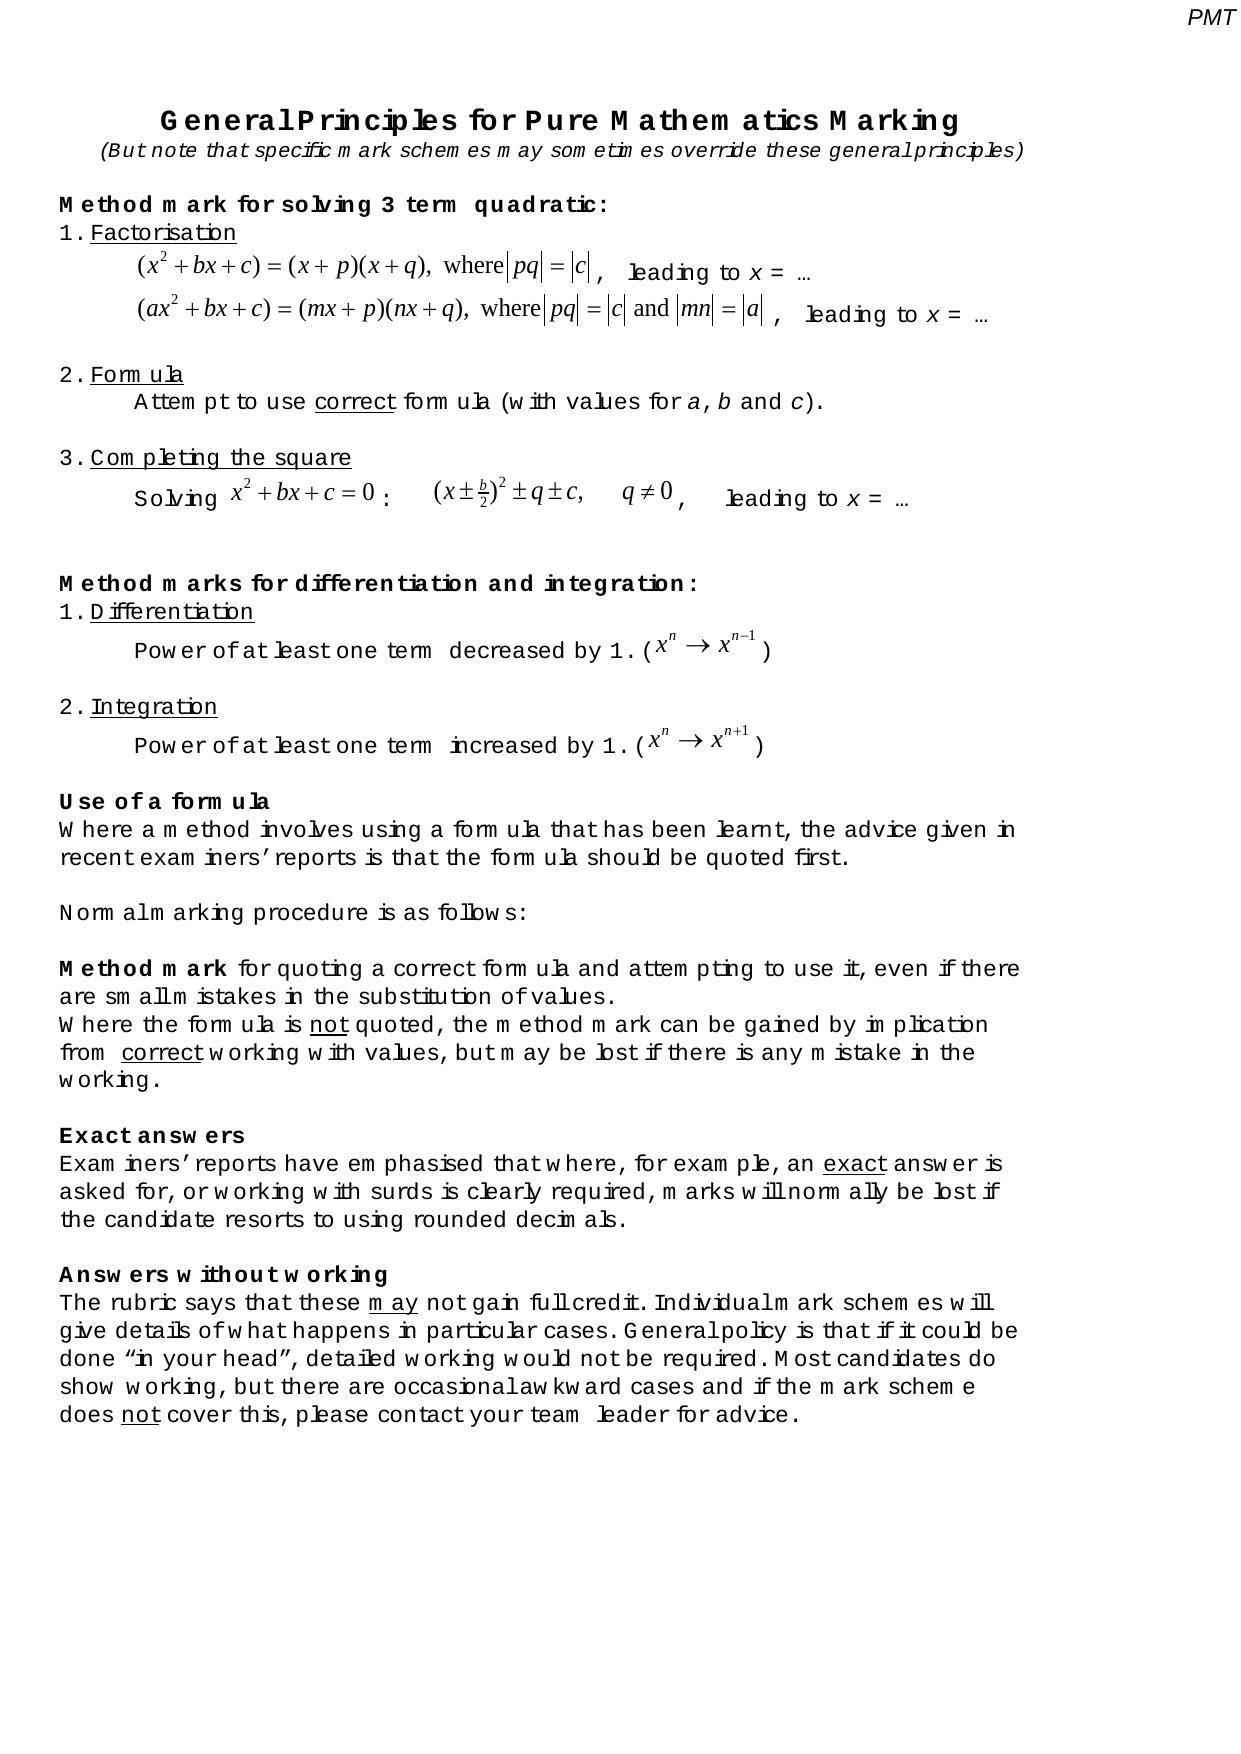 PMT
General Principles for Pure Mathematics Marking
(But note that specific mark schemes may sometimes override these general principles)
Method mark for solving 3 term quadratic:
1. Factorisation
(x² + bx + c) = (x + p)(x + q), where |pq| = |c|, leading to x = …
(ax² + bx + c) = (mx + p)(nx + q), where |pq| = |c| and |mn| = |a|, leading to x = …
2. Formula
Attempt to use correct formula (with values for a, b and c).
3. Completing the square
Solving x² + bx + c = 0 : (x ± b/2)² ± q ± c, q ≠ 0, leading to x = …
Method marks for differentiation and integration:
1. Differentiation
Power of at least one term decreased by 1. (xⁿ → xⁿ⁻¹)
2. Integration
Power of at least one term increased by 1. (xⁿ → xⁿ⁺¹)
Use of a formula
Where a method involves using a formula that has been learnt, the advice given in
recent examiners’ reports is that the formula should be quoted first.
Normal marking procedure is as follows:
Method mark for quoting a correct formula and attempting to use it, even if there
are small mistakes in the substitution of values.
Where the formula is not quoted, the method mark can be gained by implication
from correct working with values, but may be lost if there is any mistake in the
working.
Exact answers
Examiners’ reports have emphasised that where, for example, an exact answer is
asked for, or working with surds is clearly required, marks will normally be lost if
the candidate resorts to using rounded decimals.
Answers without working
The rubric says that these may not gain full credit. Individual mark schemes will
give details of what happens in particular cases. General policy is that if it could be
done “in your head”, detailed working would not be required. Most candidates do
show working, but there are occasional awkward cases and if the mark scheme
does not cover this, please contact your team leader for advice.